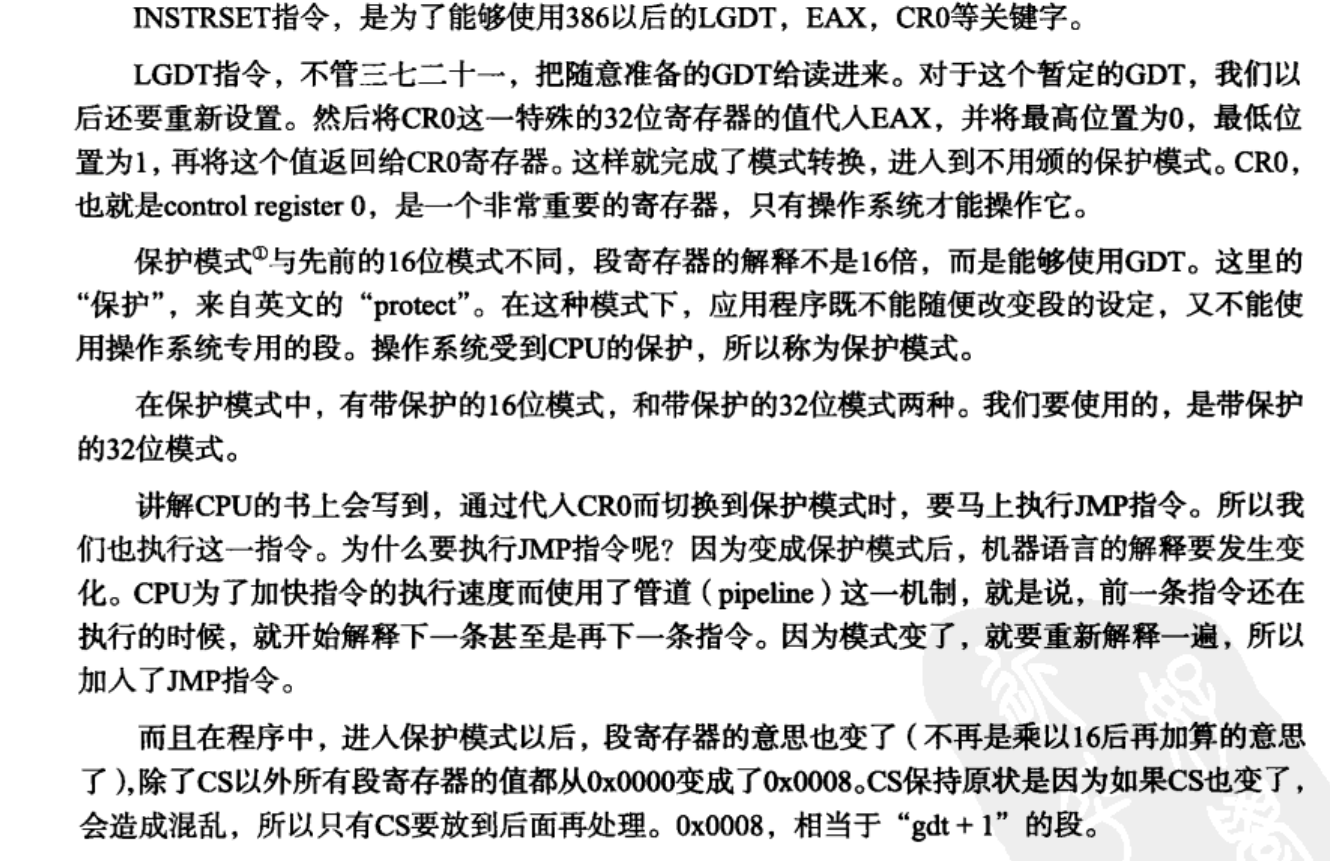 INSTRSET指令，是为了能够使用386以后的LGDT，EAX，CR0等关键字。
LGDT指令，不管三七二十一，把随意准备的GDT给读进来。对于这个暂定的GDT，我们以
后还要重新设置。然后将CR0这一特殊的32位寄存器的值代入EAX，并将最高位置为0，最低位
置为1，再将这个值返回给CR0寄存器。这样就完成了模式转换，进入到不用颁的保护模式。CR0，
也就是control register 0，是一个非常重要的寄存器，只有操作系统才能操作它。
保护模式①与先前的16位模式不同，段寄存器的解释不是16倍，而是能够使用GDT。这里的
“保护”，来自英文的“protect”。在这种模式下，应用程序既不能随便改变段的设定，又不能使
用操作系统专用的段。操作系统受到CPU的保护，所以称为保护模式。
在保护模式中，有带保护的16位模式，和带保护的32位模式两种。我们要使用的，是带保护
的32位模式。
讲解CPU的书上会写到，通过代入CR0而切换到保护模式时，要马上执行JMP指令。所以我
们也执行这一指令。为什么要执行JMP指令呢？因为变成保护模式后，机器语言的解释要发生变
化。CPU为了加快指令的执行速度而使用了管道（pipeline）这一机制，就是说，前一条指令还在
执行的时候，就开始解释下一条甚至是再下一条指令。因为模式变了，就要重新解释一遍，所以
加入了JMP指令。
而且在程序中，进入保护模式以后，段寄存器的意思也变了（不再是乘以16后再加算的意思
了），除了CS以外所有段寄存器的值都从0x0000变成了0x0008。CS保持原状是因为如果CS也变了，
会造成混乱，所以只有CS要放到后面再处理。0x0008，相当于“gdt + 1”的段。